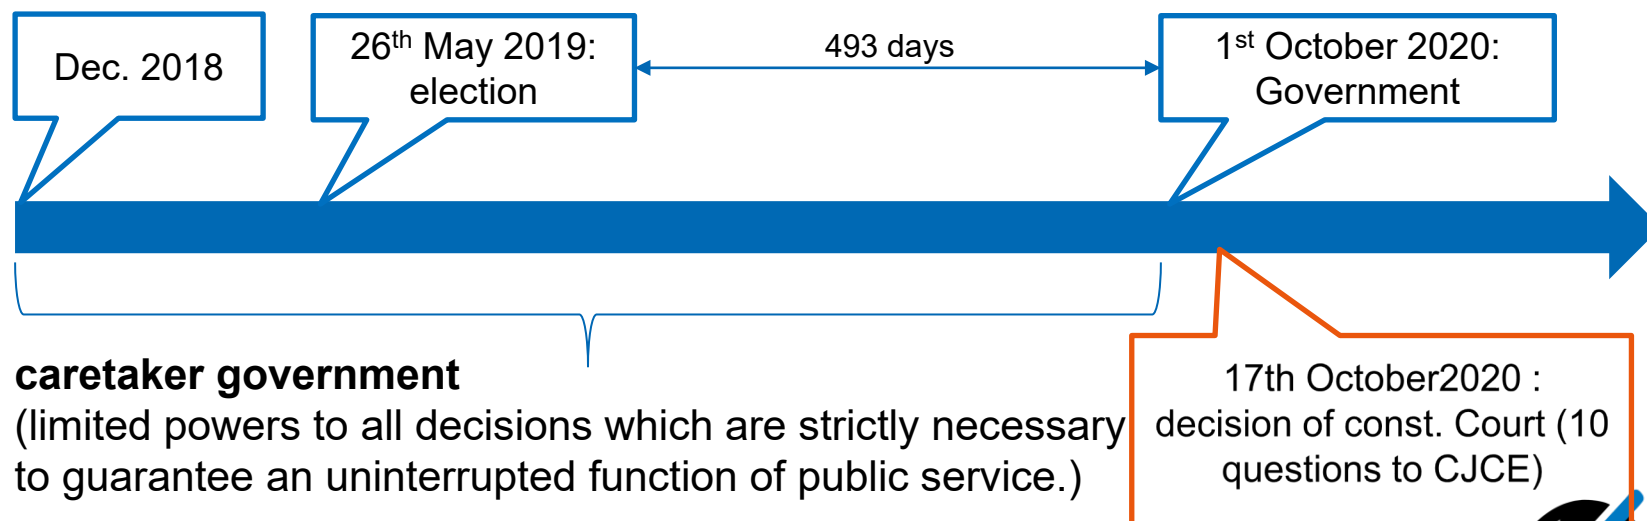 Dec. 2018
26th May 2019:
election
493 days
1st October 2020:
Government
caretaker government
(limited powers to all decisions which are strictly necessary
to guarantee an uninterrupted function of public service.)
17th October2020 :
decision of const. Court (10
questions to CJCE)